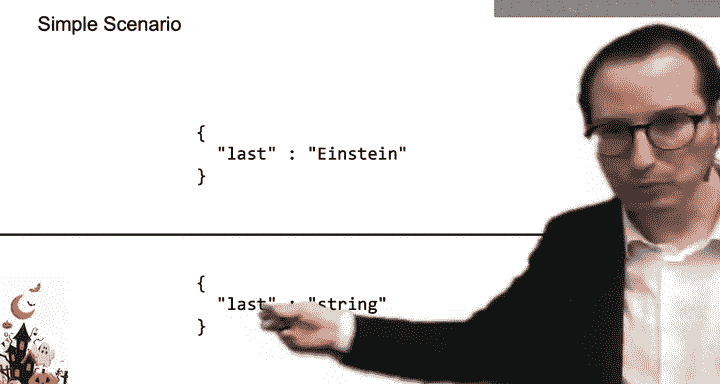 Simple Scenario
{
"last" : "Einstein"
}
{
"last" : "string"
}